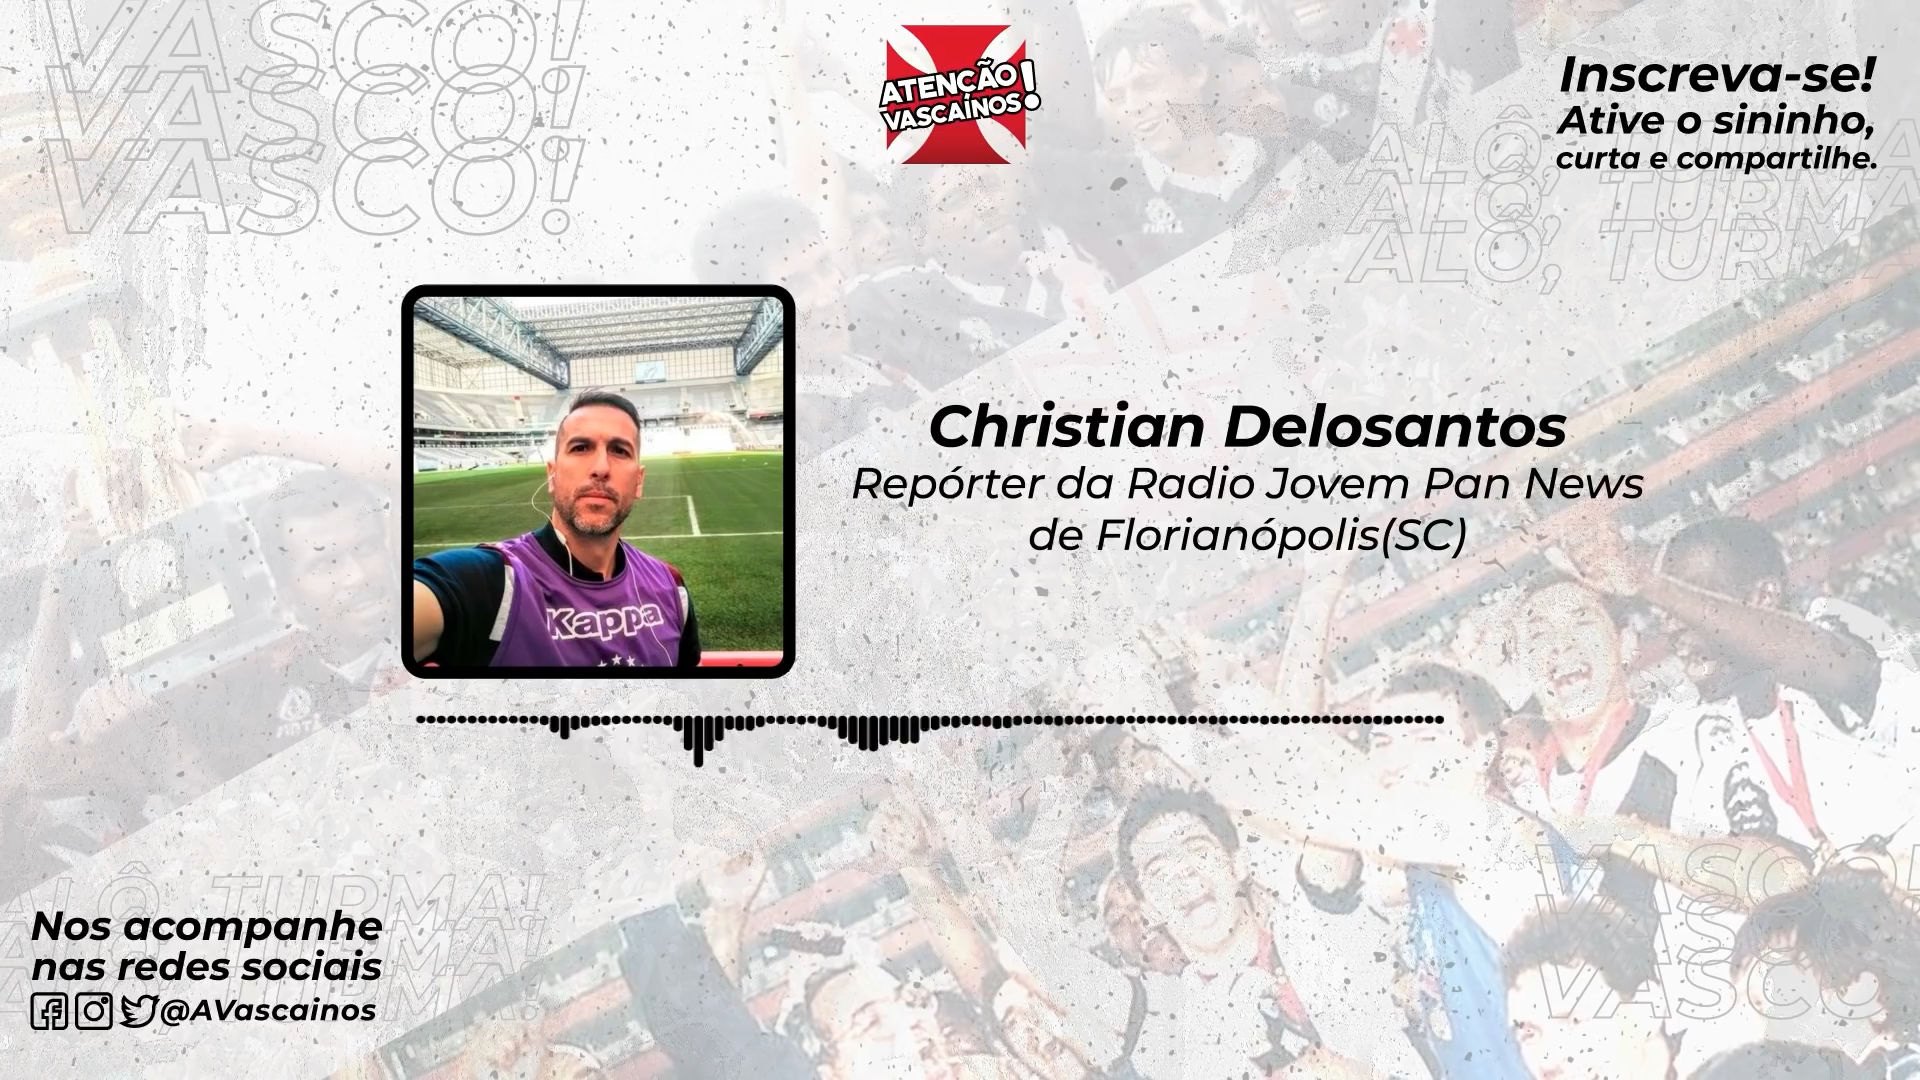 VASCO!
VASCO!
VASCO!
ATENÇÃO
VASCAÍNOS!
Inscreva-se!
Ative o sininho,
curta e compartilhe.
ALÔ, TURMA
ALÔ, TURMA
ALÔ, TURMA
Christian Delosantos
Repórter da Radio Jovem Pan News
de Florianópolis(SC)
Kappa
ALÔ, TURMA!
Nos acompanhe
nas redes sociais
@AVascainos
VASCO!
VASCO
VASCO